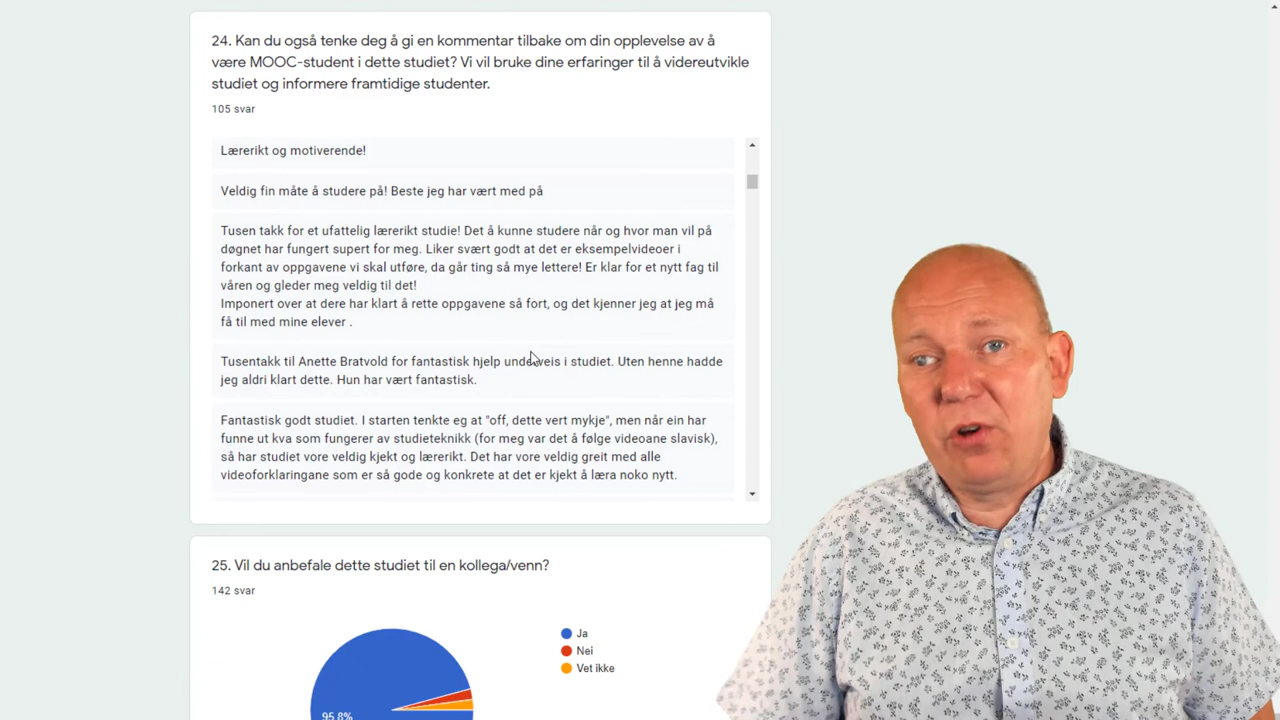 24. Kan du også tenke deg å gi en kommentar tilbake om din opplevelse av å
være MOOC-student i dette studiet? Vi vil bruke dine erfaringer til å videreutvikle
studiet og informere framtidige studenter.
105 svar
Lærerikt og motiverende!
Veldig fin måte å studere på! Beste jeg har vært med på
Tusen takk for et ufattelig lærerikt studie! Det å kunne studere når og hvor man vil på
døgnet har fungert supert for meg. Liker svært godt at det er eksempelvideoer i
forkant av oppgavene vi skal utføre, da går ting så mye lettere! Er klar for et nytt fag til
våren og gleder meg veldig til det!
Imponert over at dere har klart å rette oppgavene så fort, og det kjenner jeg at jeg må
få til med mine elever .
Tusentakk til Anette Bratvold for fantastisk hjelp underveis i studiet. Uten henne hadde
jeg aldri klart dette. Hun har vært fantastisk.
Fantastisk godt studiet. I starten tenkte eg at "off, dette vert mykje", men når ein har
funne ut kva som fungerer av studieteknikk (for meg var det å følge videoane slavisk),
så har studiet vore veldig kjekt og lærerikt. Det har vore veldig greit med alle
videoforklaringane som er så gode og konkrete at det er kjekt å læra noko nytt.
25. Vil du anbefale dette studiet til en kollega/venn?
142 svar
Ja
Nei
Vet ikke
95,8%